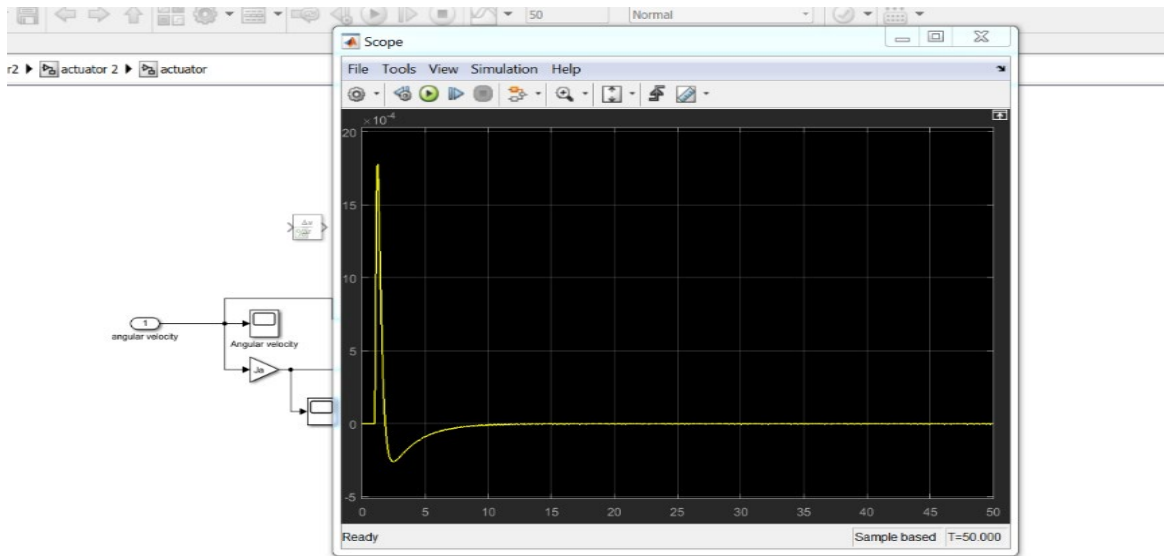 50 Normal
Scope
r2 actuator 2 actuator
File Tools View Simulation Help
×10⁻⁴
20
15
10
5
0
-5
0 5 10 15 20 25 30 35 40 45 50
1
angular velocity
Angular velocity
Ja
Ready Sample based T=50.000